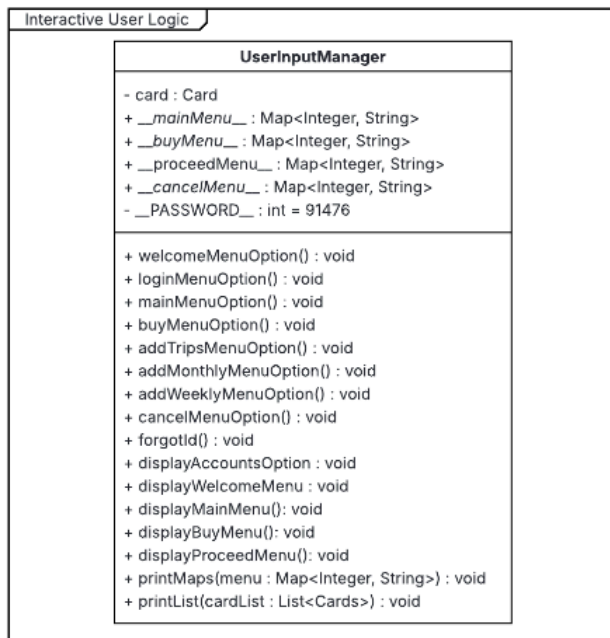 Interactive User Logic
UserInputManager
- card : Card
+ __mainMenu__ : Map<Integer, String>
+ __buyMenu__ : Map<Integer, String>
+ __proceedMenu__ : Map<Integer, String>
+ __cancelMenu__ : Map<Integer, String>
- __PASSWORD__ : int = 91476
+ welcomeMenuOption() : void
+ loginMenuOption() : void
+ mainMenuOption() : void
+ buyMenuOption() : void
+ addTripsMenuOption() : void
+ addMonthlyMenuOption() : void
+ addWeeklyMenuOption() : void
+ cancelMenuOption() : void
+ forgotId() : void
+ displayAccountsOption : void
+ displayWelcomeMenu : void
+ displayMainMenu(): void
+ displayBuyMenu(): void
+ displayProceedMenu(): void
+ printMaps(menu : Map<Integer, String>) : void
+ printList(cardList : List<Cards>) : void